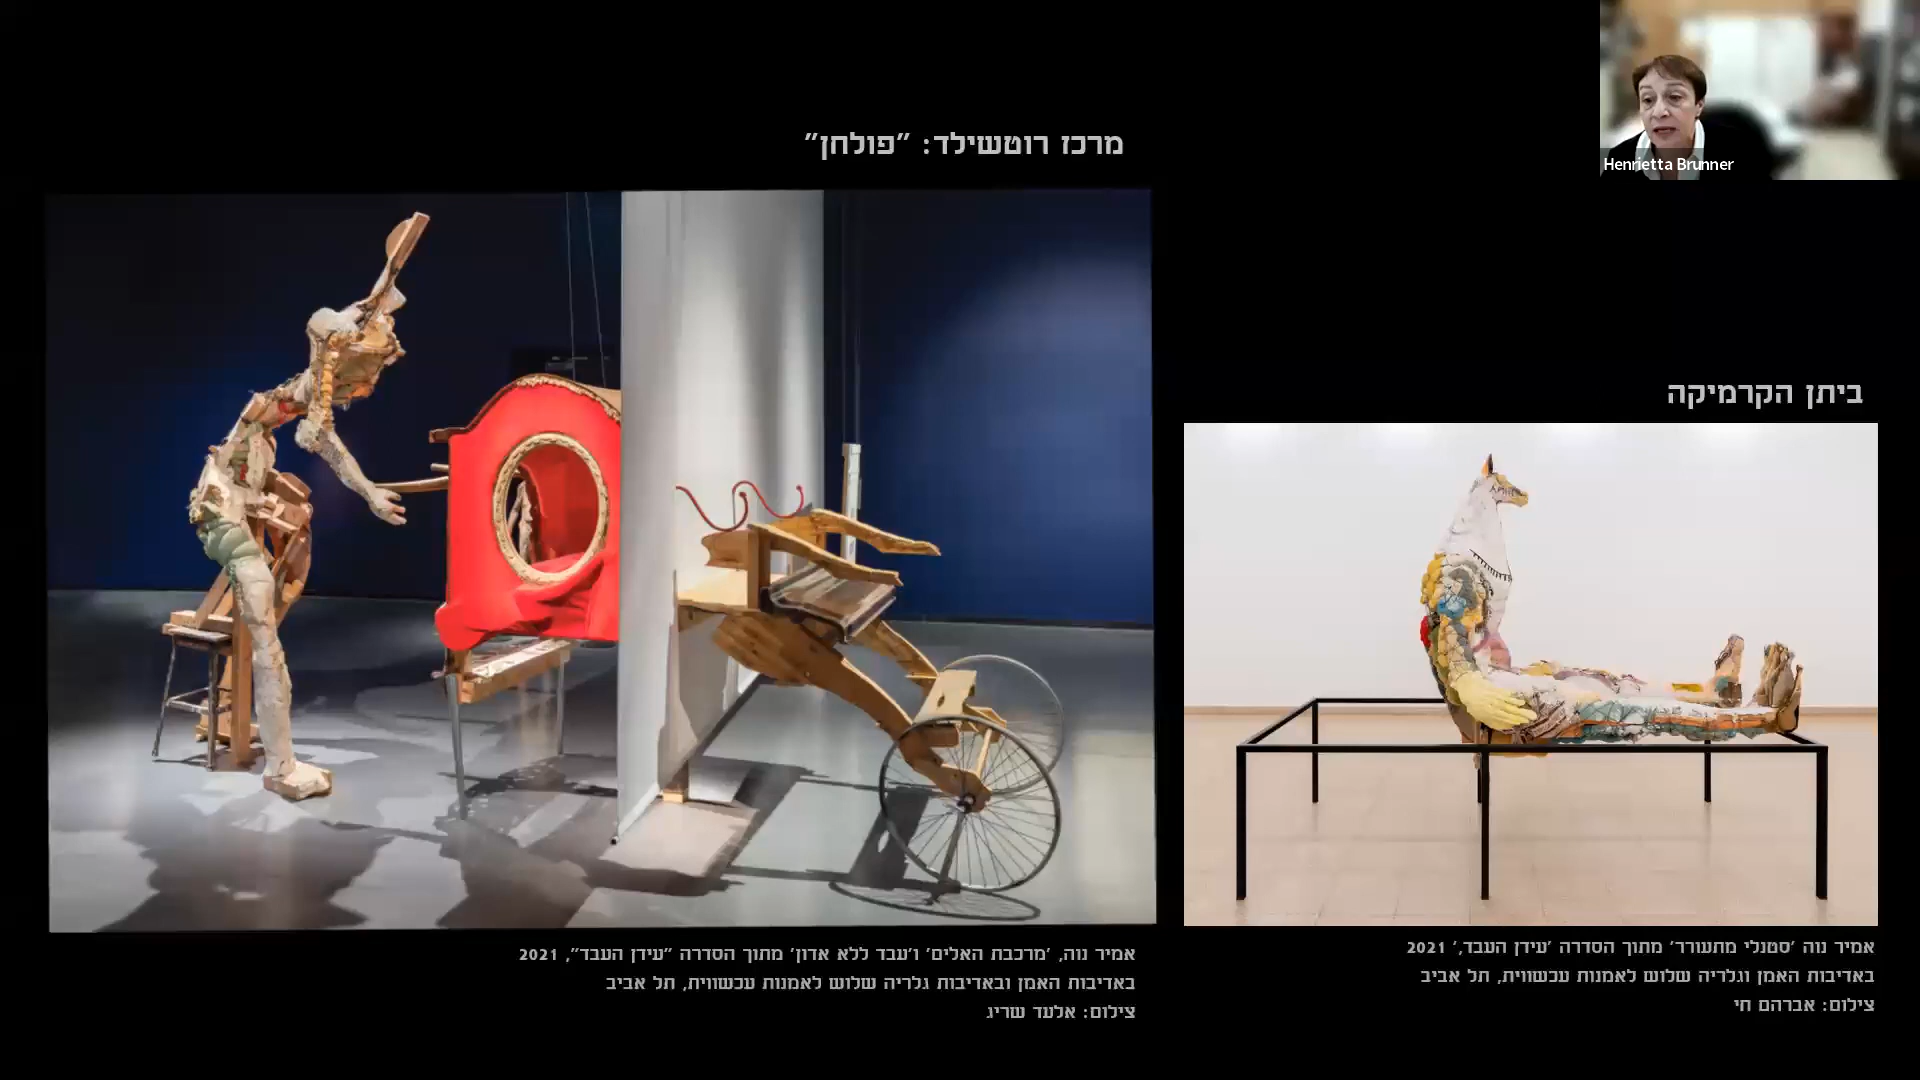 Henrietta Brunner
מרכז רוטשילד: "פולחן"
ביתן הקרמיקה
אמיר נוה, 'מרכבת האלים' ו'עבד ללא אדון' מתוך הסדרה "עידן העבד", 2021
באדיבות האמן ובאדיבות גלריה שלוש לאמנות עכשווית, תל אביב
צילום: אלעד שריג
אמיר נוה 'סטנלי מתעורר' מתוך הסדרה 'עידן העבד,' 2021
באדיבות האמן וגלריה שלוש לאמנות עכשווית, תל אביב
צילום: אברהם חי